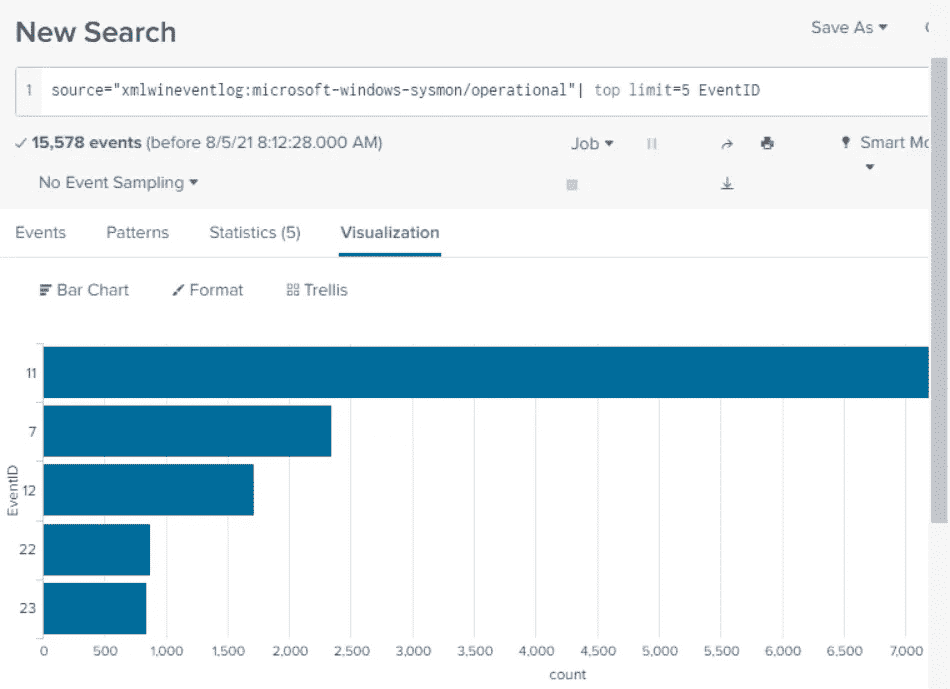 New Search
Save As
1 source="xmlwineventlog:microsoft-windows-sysmon/operational"| top limit=5 EventID
15,578 events (before 8/5/21 8:12:28.000 AM)
Job
Smart Mo
No Event Sampling
Events Patterns Statistics (5) Visualization
Bar Chart Format Trellis
11
7
12
22
23
EventID
0 500 1,000 1,500 2,000 2,500 3,000 3,500 4,000 4,500 5,000 5,500 6,000 6,500 7,000
count